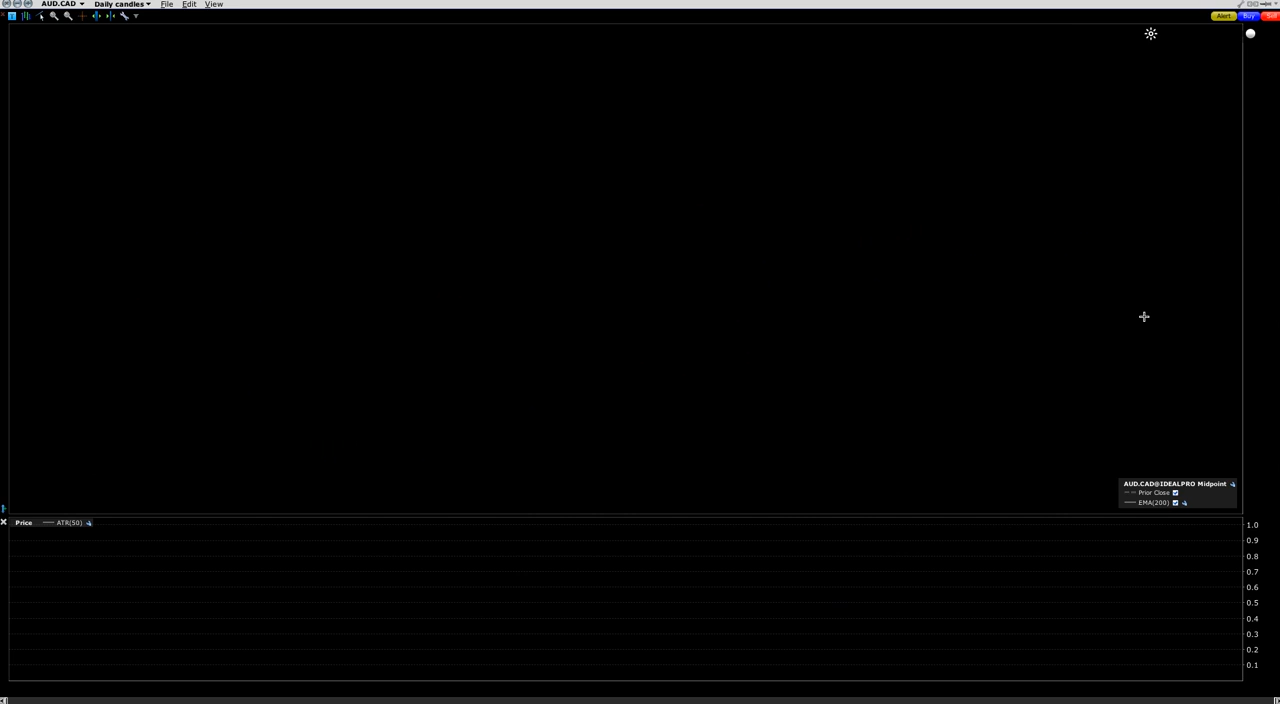 AUD.CAD Daily candles File Edit View
Alert Buy Sell
AUD.CAD@IDEALPRO Midpoint
Prior Close
EMA(200)
Price ATR(50)
1.0
0.9
0.8
0.7
0.6
0.5
0.4
0.3
0.2
0.1